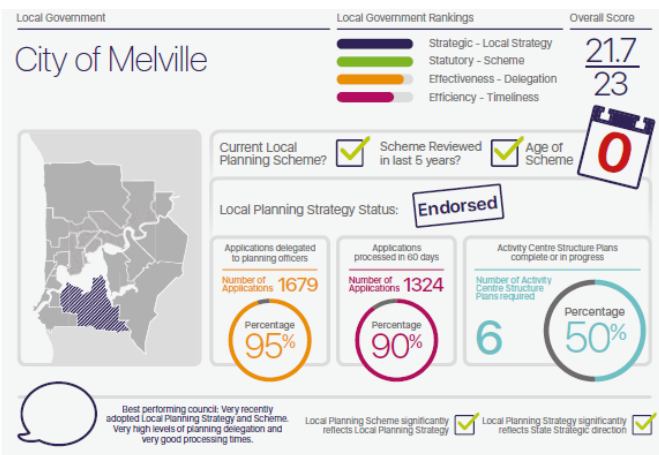 Local Government
Local Government Rankings
Overall Score
City of Melville
Strategic - Local Strategy
Statutory - Scheme
Effectiveness - Delegation
Efficiency - Timeliness
21.7
23
Current Local
Planning Scheme?
Scheme Reviewed
in last 5 years?
Age of
Scheme
0
Local Planning Strategy Status:
Endorsed
Applications delegated
to planning officers
Number of
Applications 1679
Percentage
95%
Applications
processed in 60 days
Number of
Applications 1324
Percentage
90%
Activity Centre Structure Plans
complete or in progress
Number of Activity
Centre Structure
Plans required
6
Percentage
50%
Best performing council: Very recently
adopted Local Planning Strategy and Scheme.
Very high levels of planning delegation and
very good processing times.
Local Planning Scheme significantly
reflects Local Planning Strategy
Local Planning Strategy significantly
reflects State Strategic direction